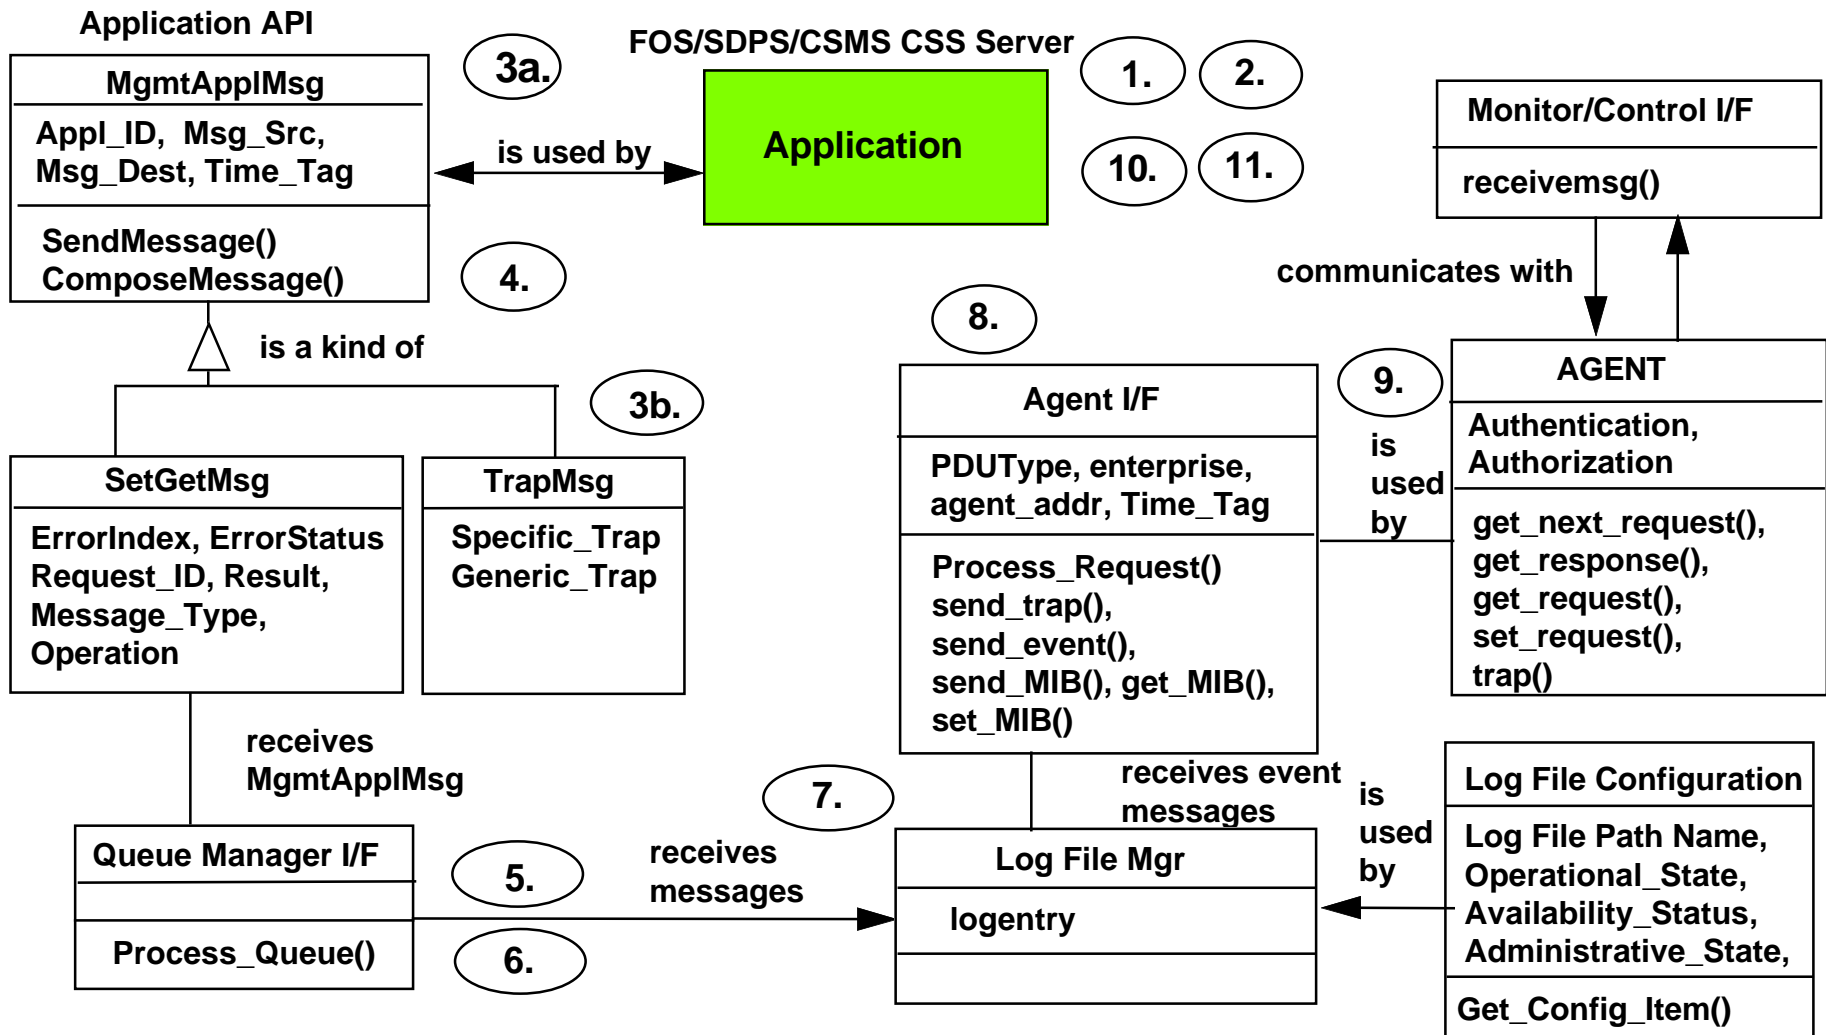 Application API
MgmtApplMsg
Appl_ID,  Msg_Src,
Msg_Dest, Time_Tag
SendMessage()
ComposeMessage()
3a.
4.
is used by
FOS/SDPS/CSMS CSS Server
Application
1.
2.
10.
11.
Monitor/Control I/F
receivemsg()
communicates with
is a kind of
3b.
SetGetMsg
ErrorIndex, ErrorStatus
Request_ID, Result,
Message_Type,
Operation
TrapMsg
Specific_Trap
Generic_Trap
8.
Agent I/F
PDUType, enterprise,
agent_addr, Time_Tag
Process_Request()
send_trap(),
send_event(),
send_MIB(), get_MIB(),
set_MIB()
9.
is
used
by
AGENT
Authentication,
Authorization
get_next_request(),
get_response(),
get_request(),
set_request(),
trap()
receives
MgmtApplMsg
Queue Manager I/F
Process_Queue()
5.
6.
receives
messages
7.
receives event
messages
Log File Mgr
logentry
is
used
by
Log File Configuration
Log File Path Name,
Operational_State,
Availability_Status,
Administrative_State,
Get_Config_Item()